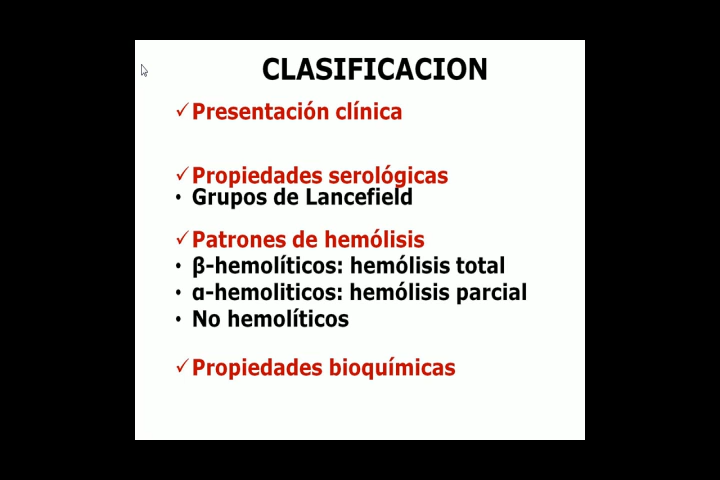 CLASIFICACION
✓Presentación clínica
✓Propiedades serológicas
• Grupos de Lancefield
✓Patrones de hemólisis
• β-hemolíticos: hemólisis total
• α-hemoliticos: hemólisis parcial
• No hemolíticos
✓Propiedades bioquímicas